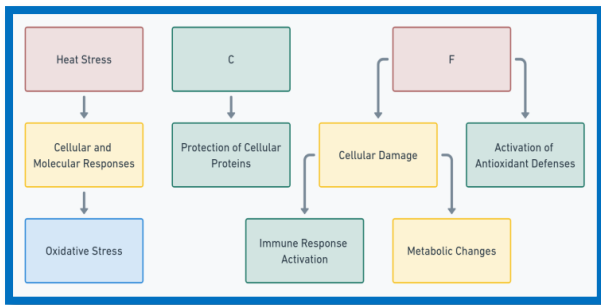 Heat Stress
C
F
Cellular and
Molecular Responses
Protection of Cellular
Proteins
Cellular Damage
Activation of
Antioxidant Defenses
Oxidative Stress
Immune Response
Activation
Metabolic Changes